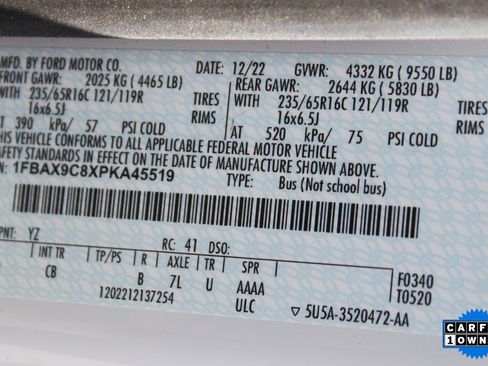 MFD. BY FORD MOTOR CO. DATE: 12/22 GVWR: 4332 KG (9550 LB)
FRONT GAWR: 2025 KG (4465 LB) REAR GAWR: 2644 KG (5830 LB)
WITH 235/65R16C 121/119R TIRES WITH 235/65R16C 121/119R TIRES
16x6.5J RIMS 16x6.5J RIMS
AT 390 kPa/ 57 PSI COLD AT 520 kPa/ 75 PSI COLD
THIS VEHICLE CONFORMS TO ALL APPLICABLE FEDERAL MOTOR VEHICLE
SAFETY STANDARDS IN EFFECT ON THE DATE OF MANUFACTURE SHOWN ABOVE.
N: 1FBAX9C8XPKA45519 TYPE: Bus (Not school bus)
PNT: YZ RC: 41 DSO:
INT TR TP/PS R AXLE TR SPR F0340
CB B 7L U AAAA T0520
1202212137254 ULC ▽ 5U5A-3520472-AA
CARF
1 OWN